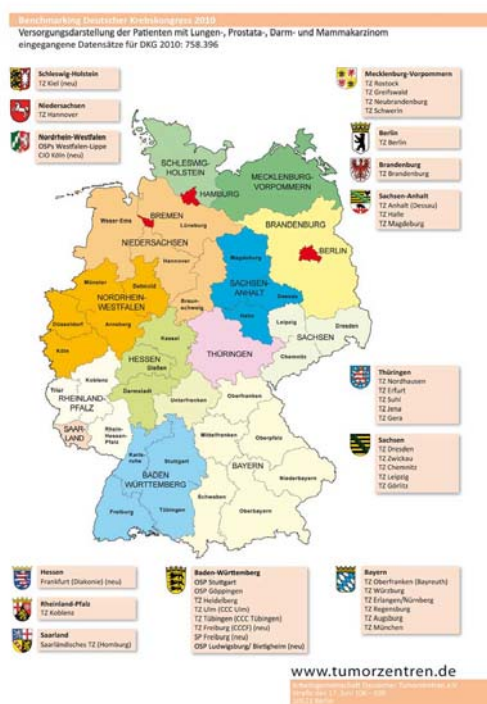 Benchmarking Deutscher Krebskongress 2010
Versorgungsdarstellung der Patienten mit Lungen-, Prostata-, Darm- und Mammakarzinom
eingegangene Datensätze für DKG 2010: 758.396
Schleswig-Holstein
TZ Kiel (neu)
Niedersachsen
TZ Hannover
Nordrhein-Westfalen
OSPs Westfalen-Lippe
CIO Köln (neu)
Mecklenburg-Vorpommern
TZ Rostock
TZ Greifswald
TZ Neubrandenburg
TZ Schwerin
Berlin
TZ Berlin
Brandenburg
TZ Brandenburg
Sachsen-Anhalt
TZ Anhalt (Dessau)
TZ Halle
TZ Magdeburg
SCHLESWIG-
HOLSTEIN
MECKLENBURG-
VORPOMMERN
HAMBURG
BREMEN
Weser-Ems
Lüneburg
BRANDENBURG
NIEDERSACHSEN
BERLIN
Hannover
Magdeburg
SACHSEN-
ANHALT
Münster
Detmold
NORDRHEIN-
WESTFALEN
Braun-
schweig
Dessau
Halle
Düsseldorf
Arnsberg
Köln
Leipzig
Dresden
SACHSEN
Chemnitz
Kassel
HESSEN
Gießen
THÜRINGEN
Koblenz
Trier
RHEINLAND-
PFALZ
Darmstadt
Unterfranken
Oberfranken
SAAR-
LAND
Rhein-
Hessen-
Pfalz
Mittelfranken
Oberpfalz
Karls-
ruhe
Stuttgart
BADEN
WÜRTTEMBERG
BAYERN
Niederbayern
Schwaben
Freiburg
Tübingen
Oberbayern
Thüringen
TZ Nordhausen
TZ Erfurt
TZ Suhl
TZ Jena
TZ Gera
Sachsen
TZ Dresden
TZ Zwickau
TZ Chemnitz
TZ Leipzig
TZ Görlitz
Hessen
Frankfurt (Diakonie) (neu)
Rheinland-Pfalz
TZ Koblenz
Saarland
Saarländisches TZ (Homburg)
Baden-Württemberg
OSP Stuttgart
OSP Göppingen
TZ Heidelberg
TZ Ulm (CCC Ulm)
TZ Tübingen (CCC Tübingen)
TZ Freiburg (CCCF) (neu)
SP Freiburg (neu)
OSP Ludwigsburg/ Bietigheim (neu)
Bayern
TZ Oberfranken (Bayreuth)
TZ Würzburg
TZ Erlangen/Nürnberg
TZ Regensburg
TZ Augsburg
TZ München
www.tumorzentren.de
Arbeitsgemeinschaft Deutscher Tumorzentren e.V.
Straße des 17. Juni 106 – 108
10623 Berlin